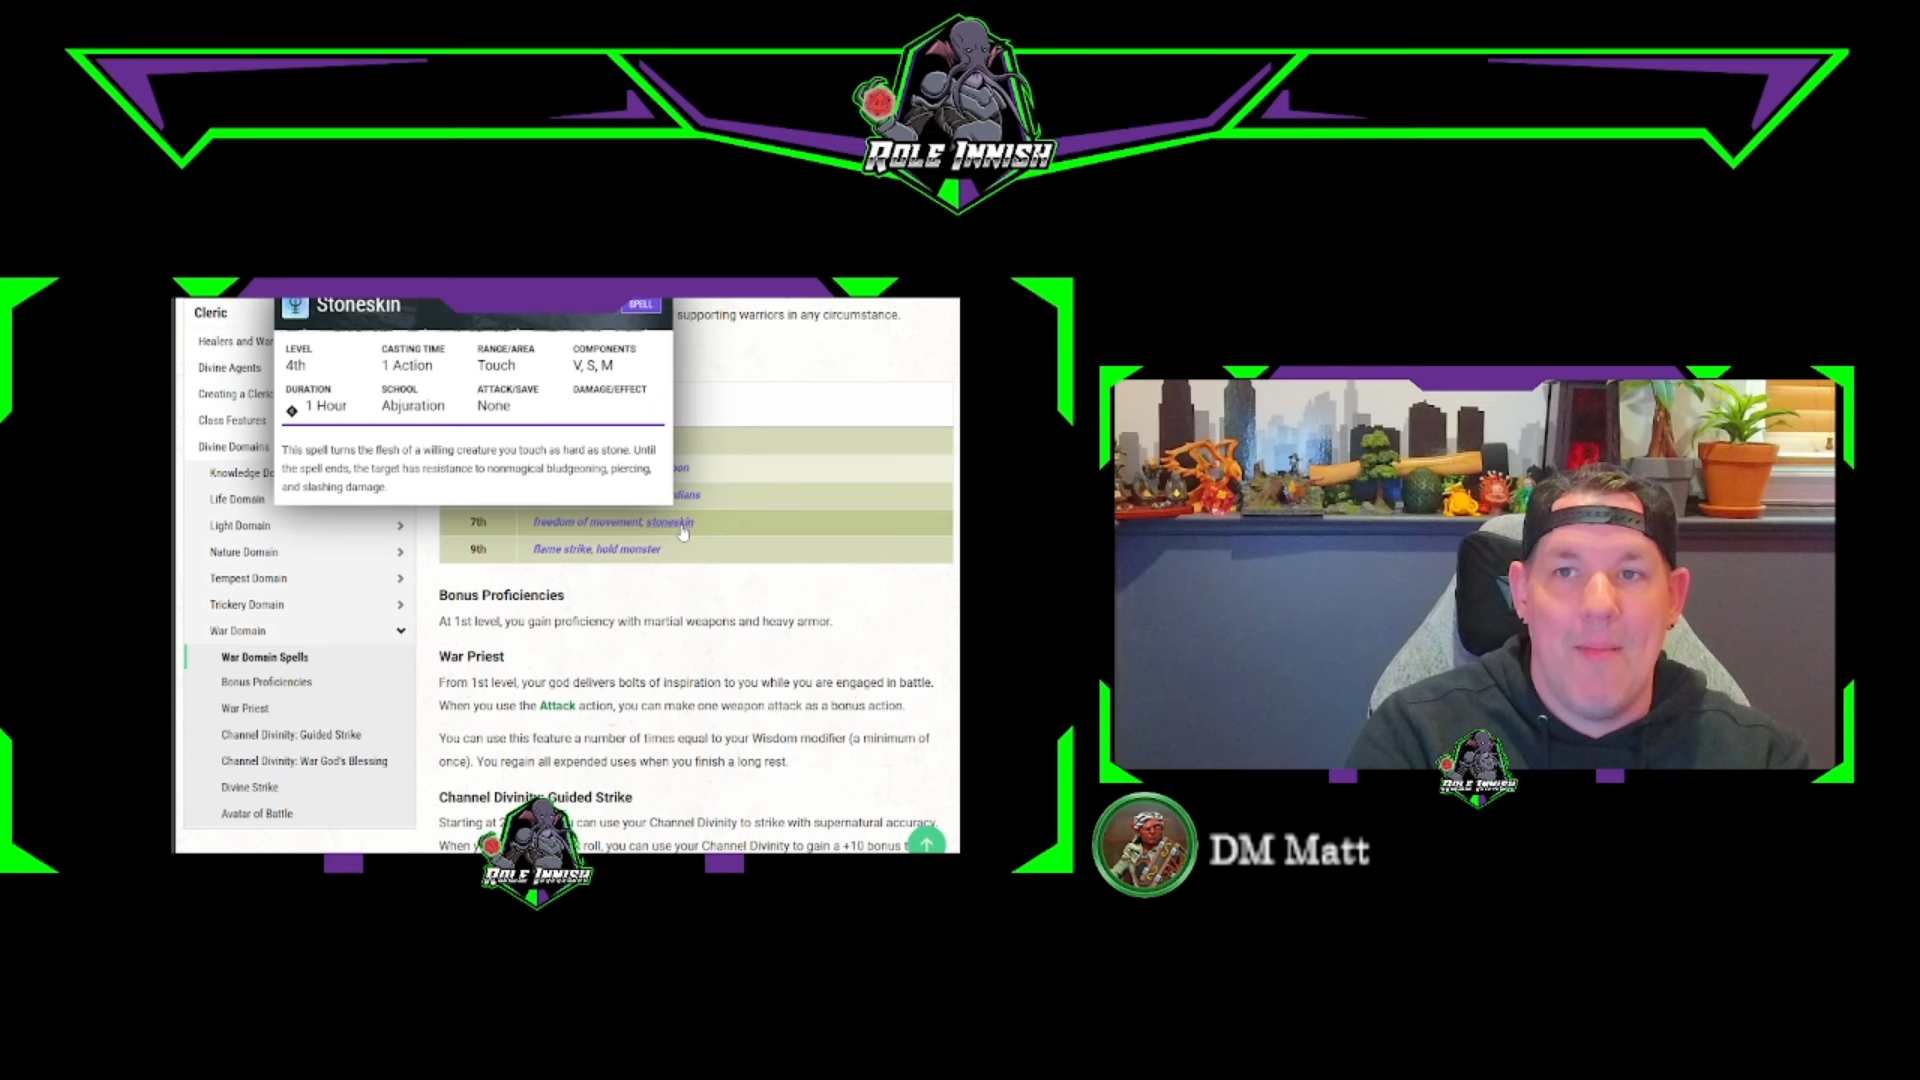 ROLE INNISH
Cleric
Healers and War
Divine Agents
Creating a Cleric
Class Features
Divine Domains
Knowledge Do
Life Domain
Light Domain
Nature Domain
Tempest Domain
Trickery Domain
War Domain
War Domain Spells
Bonus Proficiencies
War Priest
Channel Divinity: Guided Strike
Channel Divinity: War God's Blessing
Divine Strike
Avatar of Battle
Stoneskin
SPELL
LEVEL CASTING TIME RANGE/AREA COMPONENTS
4th 1 Action Touch V, S, M
DURATION SCHOOL ATTACK/SAVE DAMAGE/EFFECT
1 Hour Abjuration None
This spell turns the flesh of a willing creature you touch as hard as stone. Until
the spell ends, the target has resistance to nonmagical bludgeoning, piercing,
and slashing damage.
supporting warriors in any circumstance.
pon
dians
7th freedom of movement, stoneskin
9th flame strike, hold monster
Bonus Proficiencies
At 1st level, you gain proficiency with martial weapons and heavy armor.
War Priest
From 1st level, your god delivers bolts of inspiration to you while you are engaged in battle.
When you use the Attack action, you can make one weapon attack as a bonus action.
You can use this feature a number of times equal to your Wisdom modifier (a minimum of
once). You regain all expended uses when you finish a long rest.
Channel Divinity: Guided Strike
Starting at can use your Channel Divinity to strike with supernatural accuracy.
When roll, you can use your Channel Divinity to gain a +10 bonus
ROLE INNISH
ROLE INNISH
DM Matt